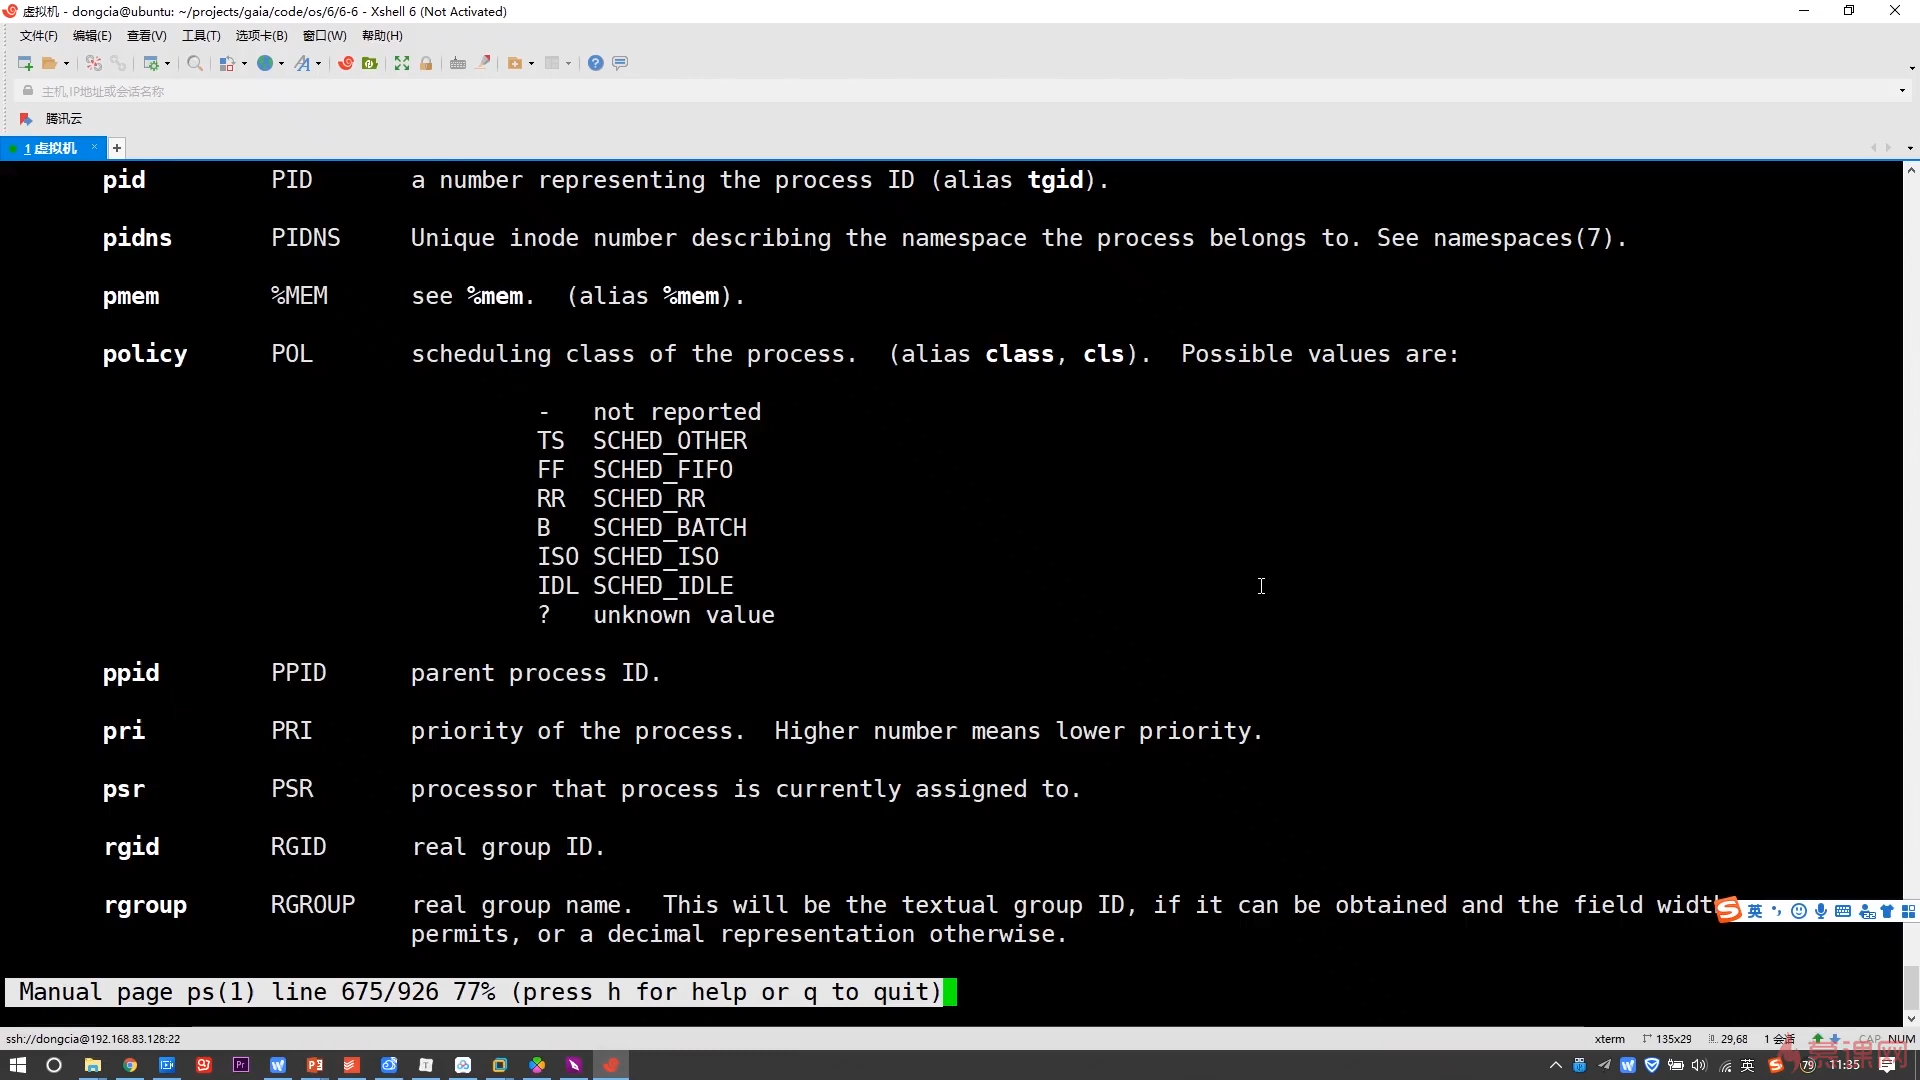 虚拟机 - dongcia@ubuntu: ~/projects/gaia/code/os/6/6-6 - Xshell 6 (Not Activated)
文件(F) 编辑(E) 查看(V) 工具(T) 选项卡(B) 窗口(W) 帮助(H)
主机,IP地址或会话名称
腾讯云
1 虚拟机 × +
pid PID a number representing the process ID (alias tgid).
pidns PIDNS Unique inode number describing the namespace the process belongs to. See namespaces(7).
pmem %MEM see %mem. (alias %mem).
policy POL scheduling class of the process. (alias class, cls). Possible values are:
- not reported
TS SCHED_OTHER
FF SCHED_FIFO
RR SCHED_RR
B SCHED_BATCH
ISO SCHED_ISO
IDL SCHED_IDLE
? unknown value
ppid PPID parent process ID.
pri PRI priority of the process. Higher number means lower priority.
psr PSR processor that process is currently assigned to.
rgid RGID real group ID.
rgroup RGROUP real group name. This will be the textual group ID, if it can be obtained and the field widt
英
permits, or a decimal representation otherwise.
Manual page ps(1) line 675/926 77% (press h for help or q to quit)
ssh://dongcia@192.168.83.128:22 xterm 135x29 29,68 1 会话 CAP NUM
英 79 11:35
慕课网